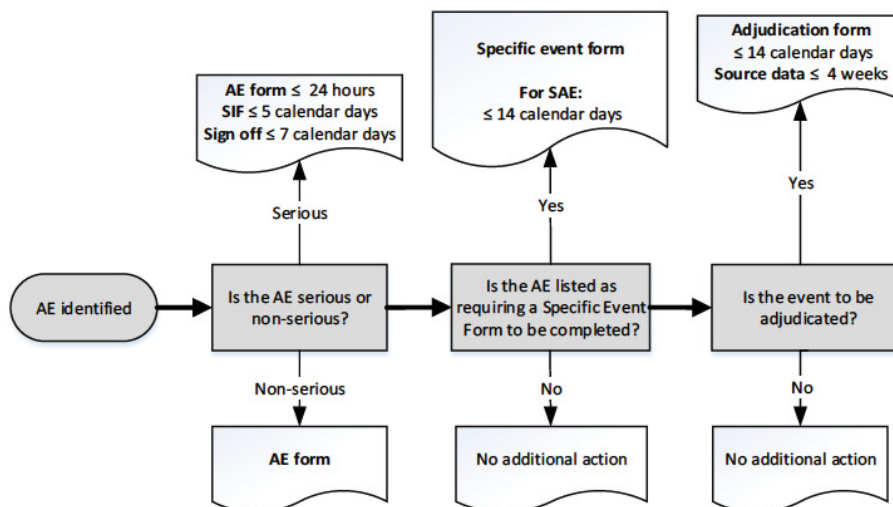 AE form ≤ 24 hours
SIF ≤ 5 calendar days
Sign off ≤ 7 calendar days
Specific event form
For SAE:
≤ 14 calendar days
Adjudication form
≤ 14 calendar days
Source data ≤ 4 weeks
Serious
Yes
Yes
AE identified
Is the AE serious or
non-serious?
Is the AE listed as
requiring a Specific Event
Form to be completed?
Is the event to be
adjudicated?
Non-serious
No
No
AE form
No additional action
No additional action